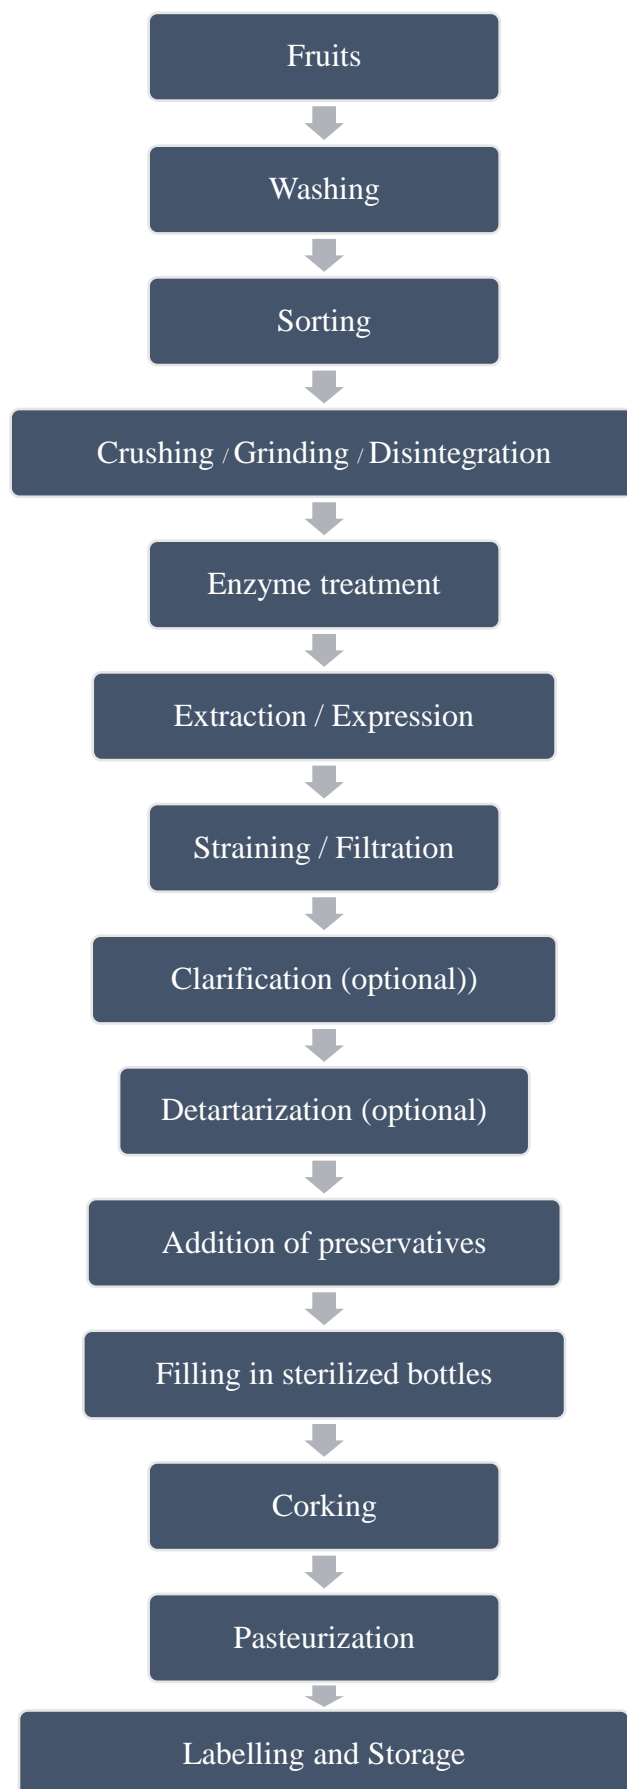 Fruits
Washing
Sorting
Crushing / Grinding / Disintegration
Enzyme treatment
Extraction / Expression
Straining / Filtration
Clarification (optional))
Detartarization (optional)
Addition of preservatives
Filling in sterilized bottles
Corking
Pasteurization
Labelling and Storage